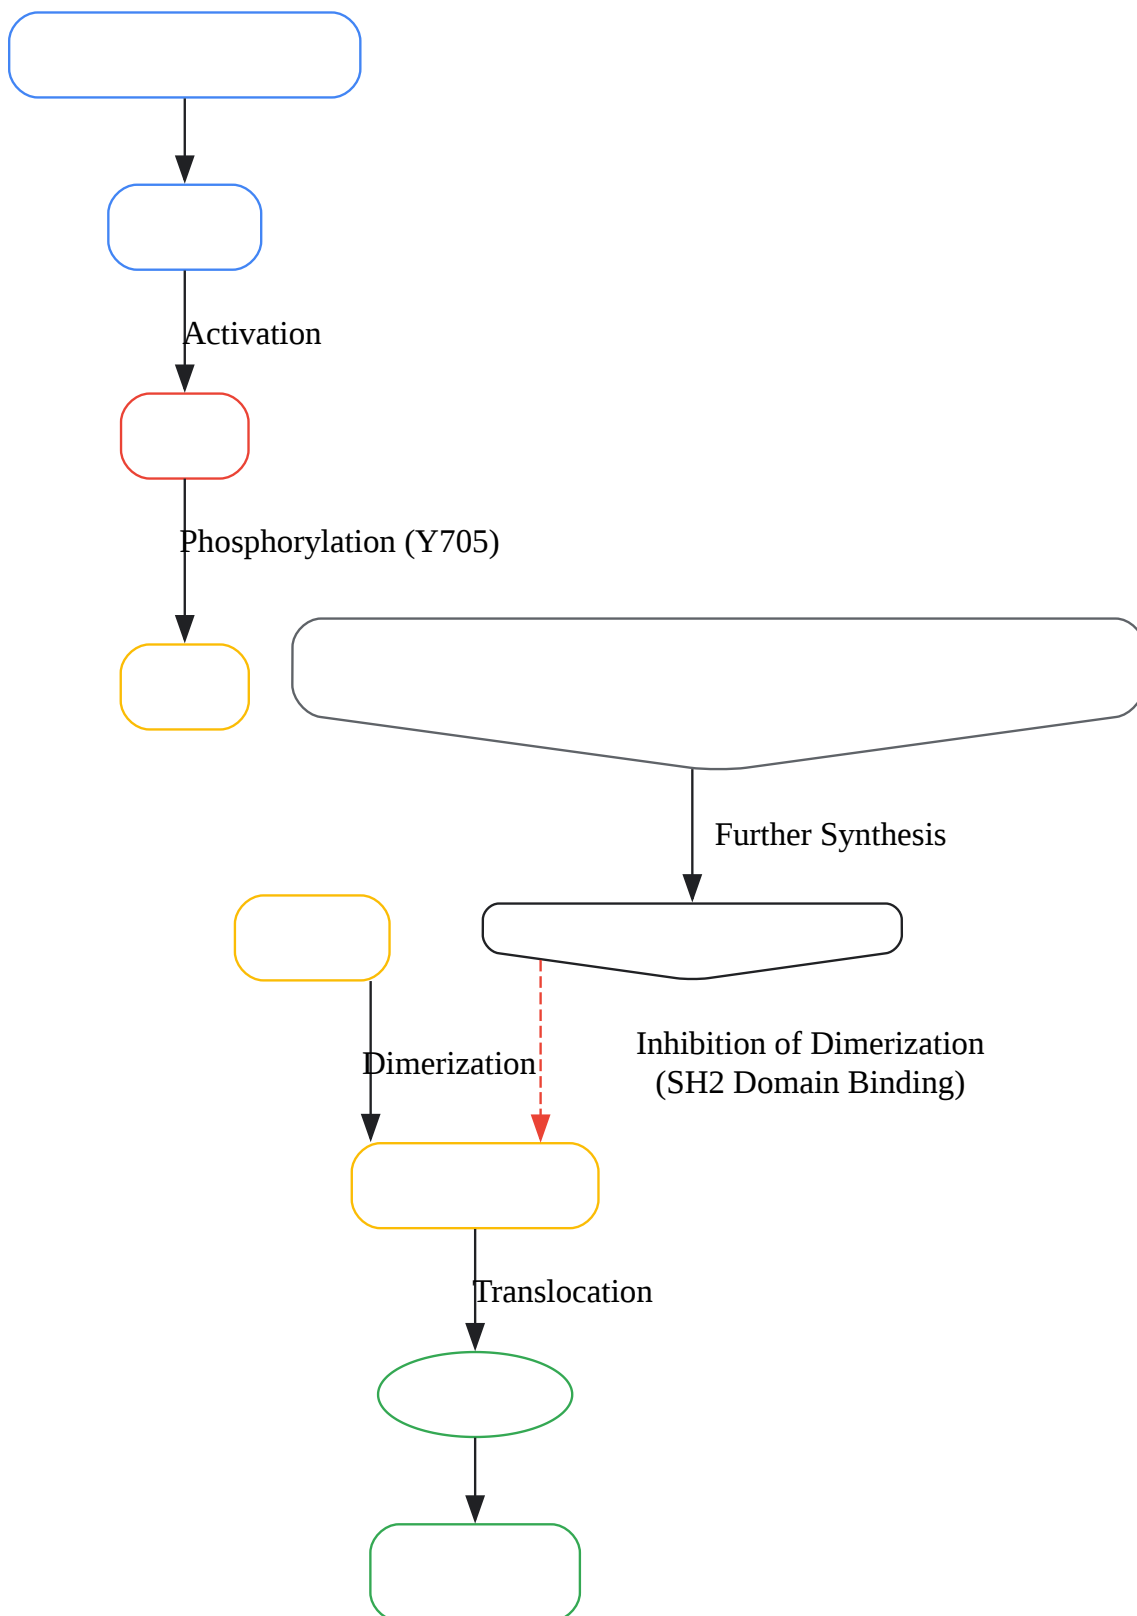 Activation
Phosphorylation (Y705)
Further Synthesis
Dimerization
Inhibition of Dimerization
(SH2 Domain Binding)
Translocation